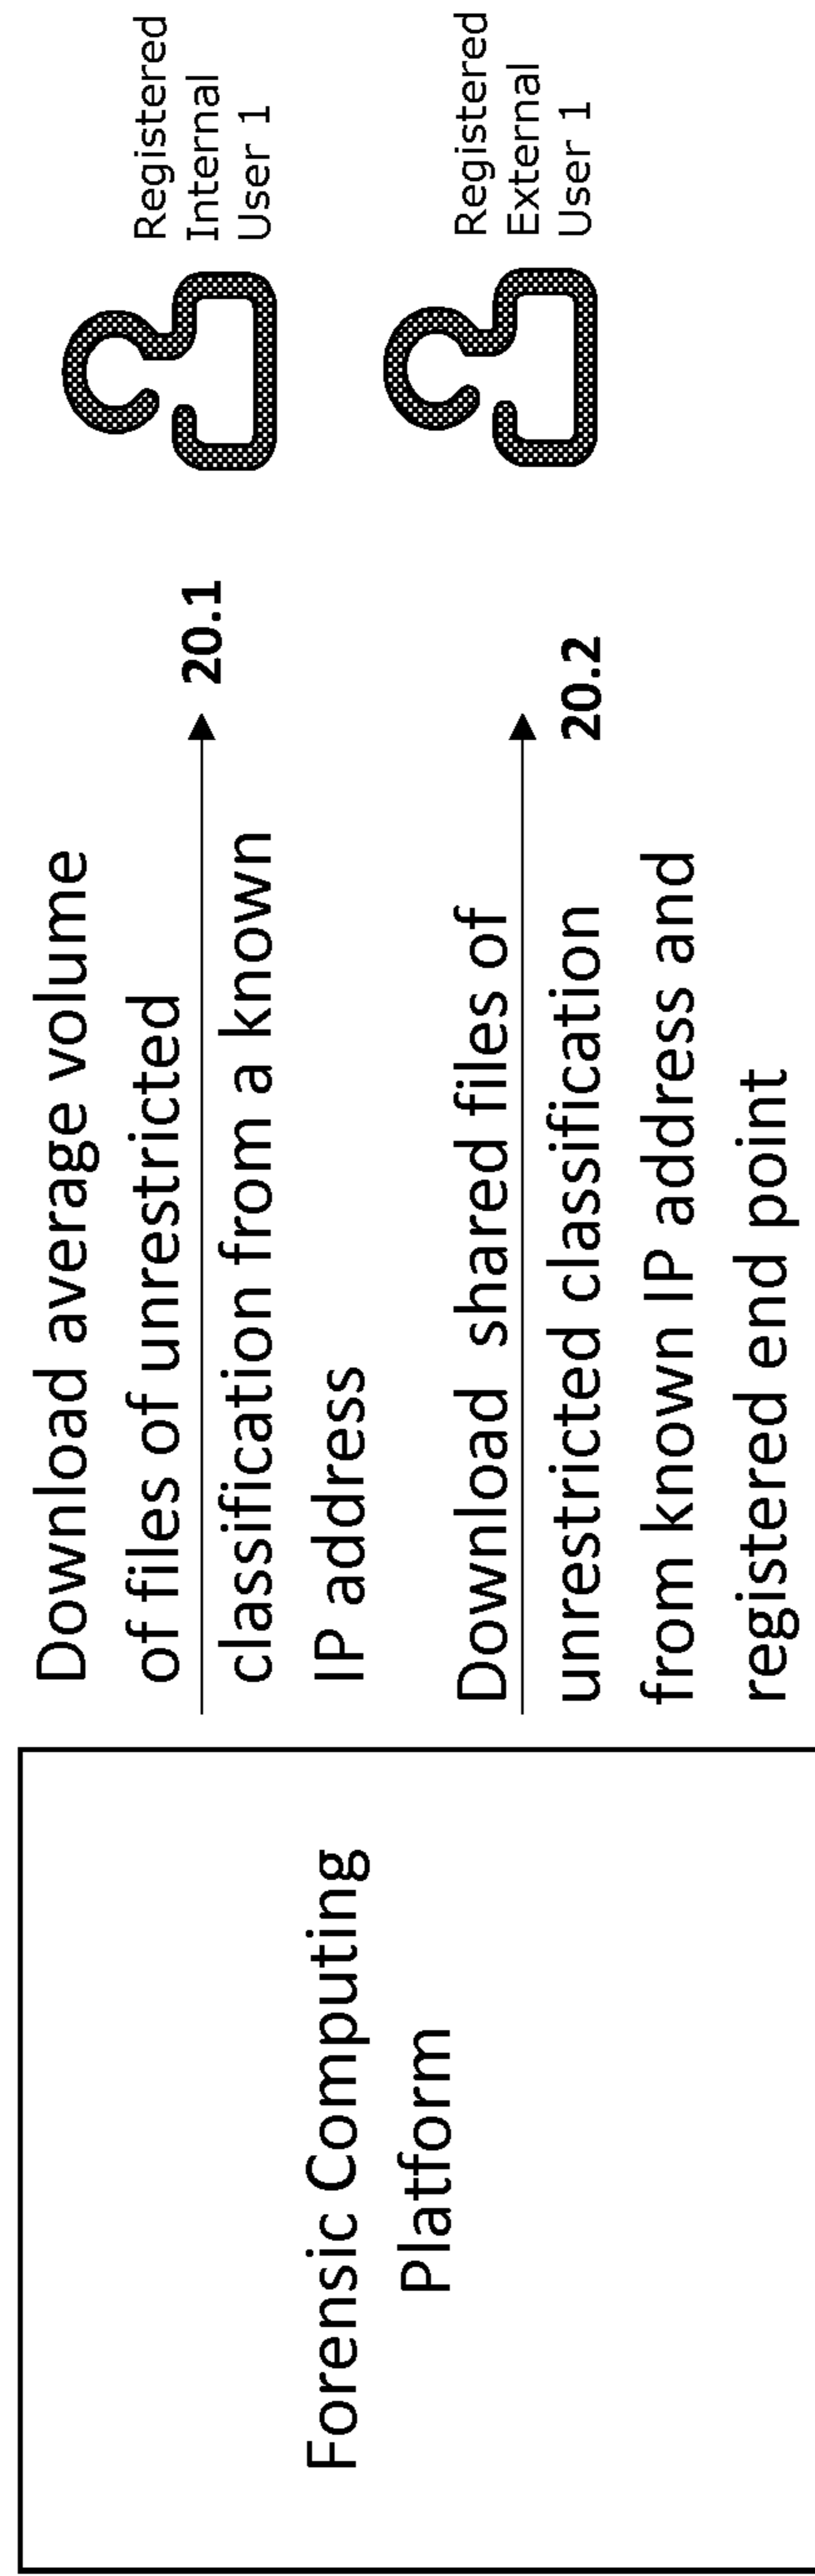 Forensic Computing
Platform
Download average volume
of files of unrestricted
classification from a known
IP address
20.1
Registered
Internal
User 1
Download shared files of
unrestricted classification
from known IP address and
registered end point
20.2
Registered
External
User 1